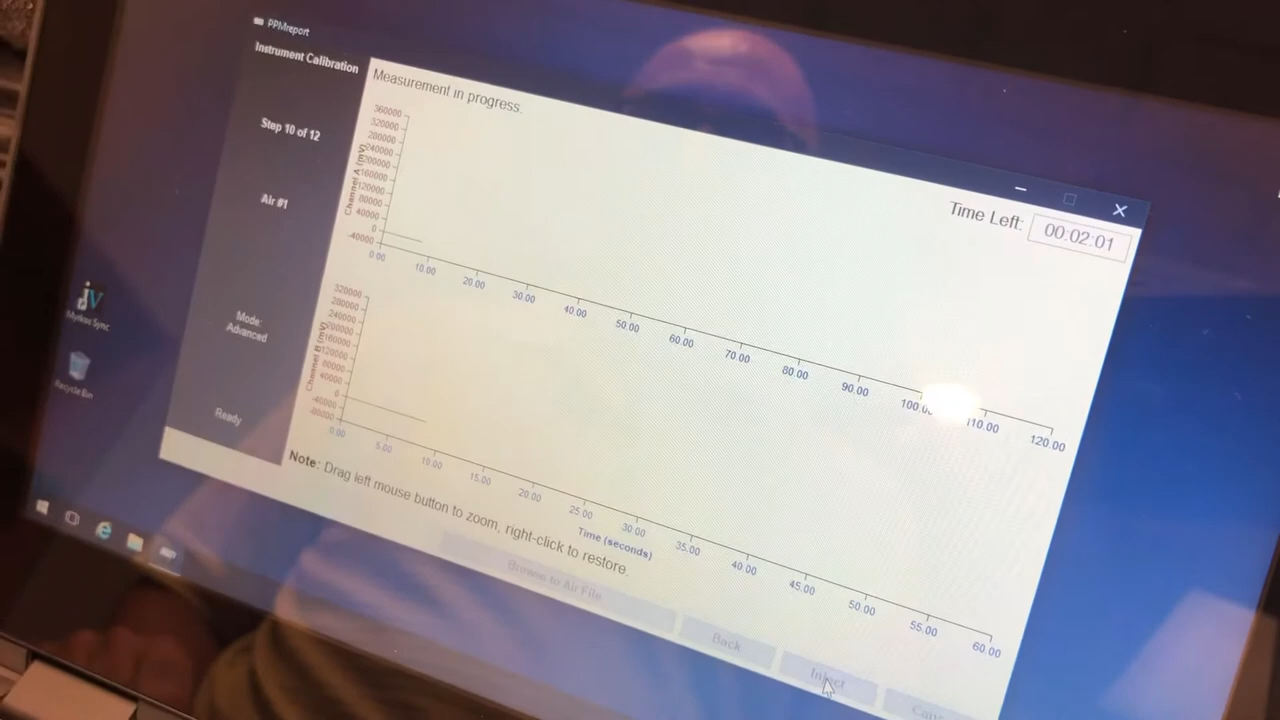 PPMreport
Instrument Calibration
Step 10 of 12
Air #1
Mode:
Advanced
Ready
Measurement in progress.
Time Left: 00:02:01
Channel A (mV)
360000
320000
280000
240000
200000
160000
120000
80000
40000
0
-40000
0.00 10.00 20.00 30.00 40.00 50.00 60.00 70.00 80.00 90.00 110.00 120.00
Channel B (mV)
320000
280000
240000
200000
160000
120000
80000
40000
0
-40000
-80000
0.00 5.00 10.00 15.00 20.00 25.00 30.00 35.00 40.00 45.00 50.00 55.00 60.00
Time (seconds)
Note: Drag left mouse button to zoom, right-click to restore.
Browse to Air File
Back
Inject
Recycle Bin